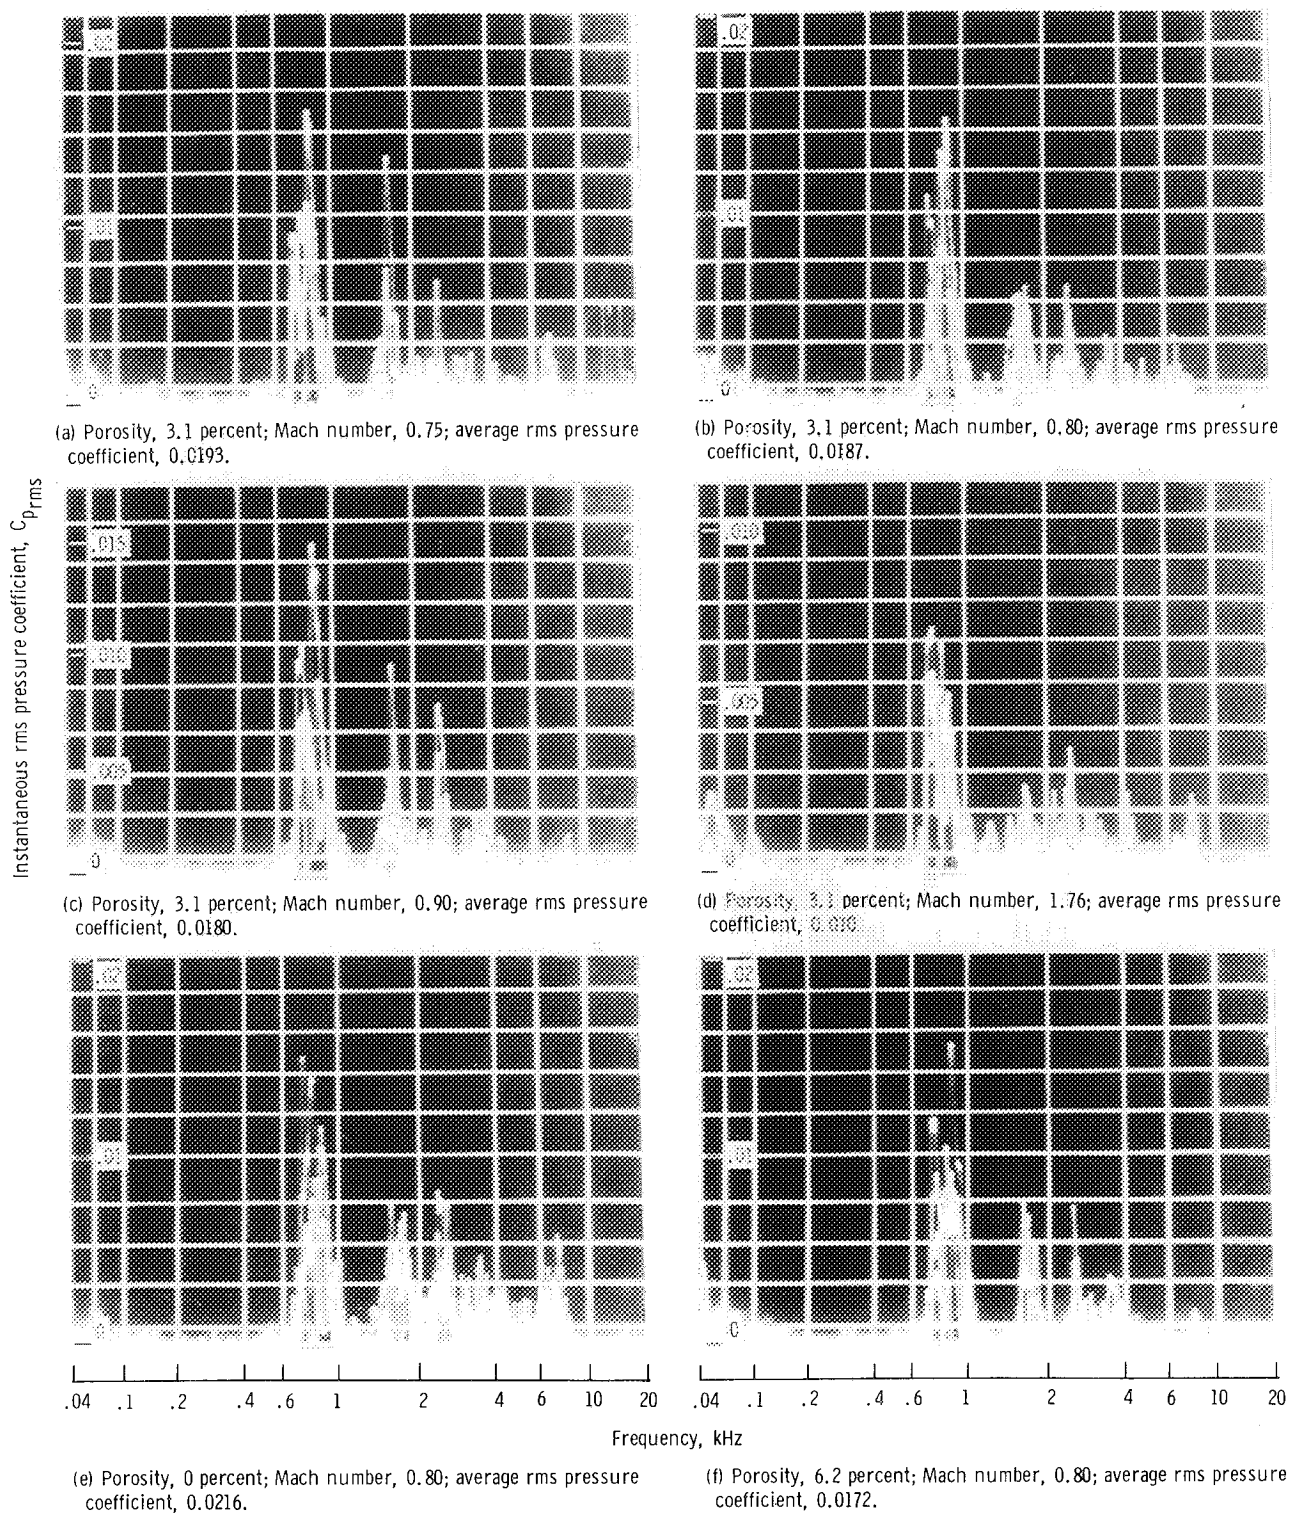 .02
.02
.01
.01
0
0
(a) Porosity, 3.1 percent; Mach number, 0.75; average rms pressure
coefficient, 0.0193.
(b) Porosity, 3.1 percent; Mach number, 0.80; average rms pressure
coefficient, 0.0187.
Instantaneous rms pressure coefficient, Cprms
.015
.010
.010
.005
.005
0
0
(c) Porosity, 3.1 percent; Mach number, 0.90; average rms pressure
coefficient, 0.0180.
(d) Porosity, 3.1 percent; Mach number, 1.76; average rms pressure
coefficient, 0.010
.02
.02
.01
.01
0
0
.04 .1 .2 .4 .6 1 2 4 6 10 20
.04 .1 .2 .4 .6 1 2 4 6 10 20
Frequency, kHz
(e) Porosity, 0 percent; Mach number, 0.80; average rms pressure
coefficient, 0.0216.
(f) Porosity, 6.2 percent; Mach number, 0.80; average rms pressure
coefficient, 0.0172.